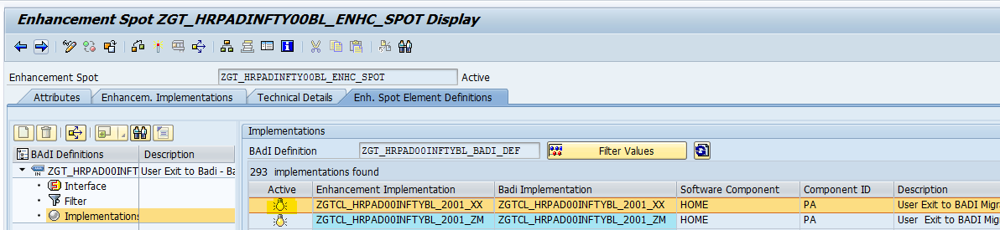 Enhancement Spot ZGT_HRPADINFTY00BL_ENHC_SPOT Display
Enhancement Spot ZGT_HRPADINFTY00BL_ENHC_SPOT Active
Attributes Enhancem. Implementations Technical Details Enh. Spot Element Definitions
BAdI Definitions Description
ZGT_HRPAD00INFT User Exit to Badi - Ba
Interface
Filter
Implementations
Implementations
BAdI Definition ZGT_HRPAD00INFTYBL_BADI_DEF Filter Values
293 implementations found
Active Enhancement Implementation Badi Implementation Software Component Component ID Description
ZGTCL_HRPAD00INFTYBL_2001_XX ZGTCL_HRPAD00INFTYBL_2001_XX HOME PA User Exit to BADI Migr
ZGTCL_HRPAD00INFTYBL_2001_ZM ZGTCL_HRPAD00INFTYBL_2001_ZM HOME PA User Exit to BADI Mig